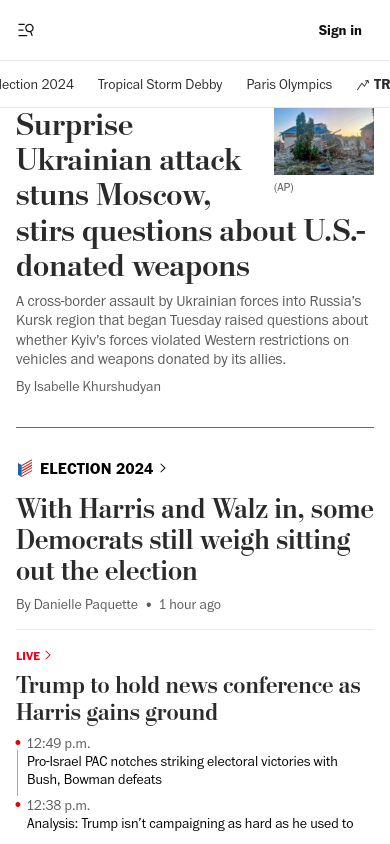 Sign in
lection 2024 Tropical Storm Debby Paris Olympics TR
Surprise
Ukrainian attack
stuns Moscow,
stirs questions about U.S.-
donated weapons
(AP)
A cross-border assault by Ukrainian forces into Russia’s
Kursk region that began Tuesday raised questions about
whether Kyiv’s forces violated Western restrictions on
vehicles and weapons donated by its allies.
By Isabelle Khurshudyan
ELECTION 2024
With Harris and Walz in, some
Democrats still weigh sitting
out the election
By Danielle Paquette • 1 hour ago
LIVE
Trump to hold news conference as
Harris gains ground
12:49 p.m.
Pro-Israel PAC notches striking electoral victories with
Bush, Bowman defeats
12:38 p.m.
Analysis: Trump isn’t campaigning as hard as he used to